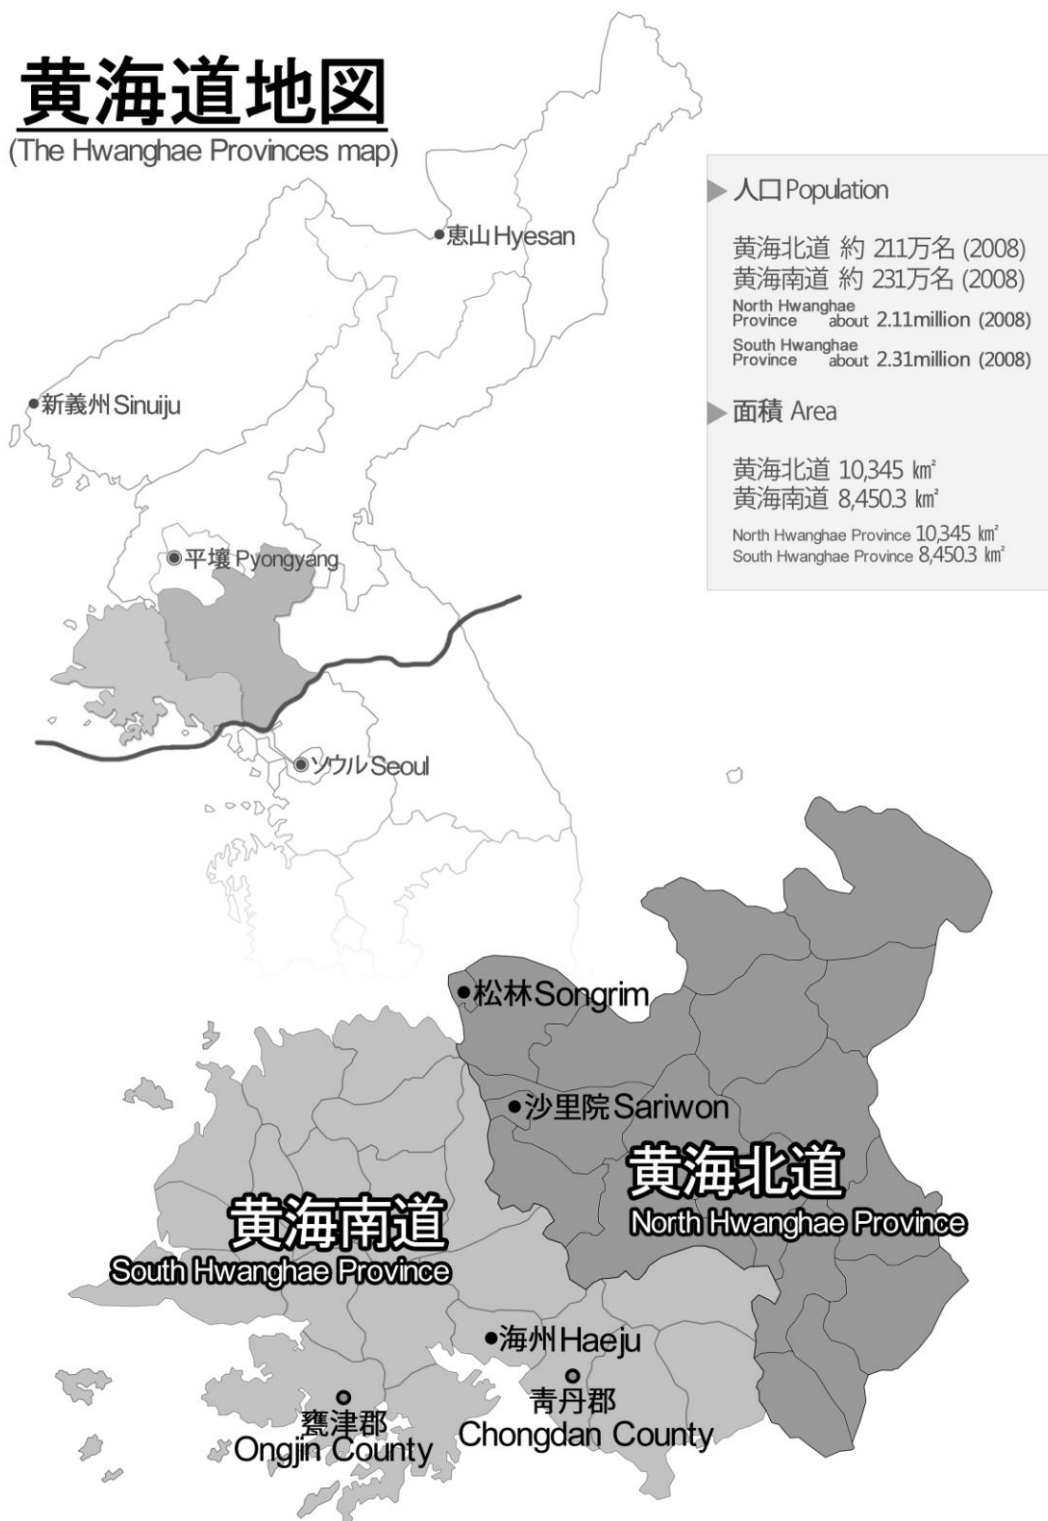 黄海道地図
(The Hwanghae Provinces map)
人口 Population
黄海北道 約 211万名 (2008)
黄海南道 約 231万名 (2008)
North Hwanghae
Province about 2.11million (2008)
South Hwanghae
Province about 2.31million (2008)
面積 Area
黄海北道 10,345 ㎢
黄海南道 8,450.3 ㎢
North Hwanghae Province 10,345 ㎢
South Hwanghae Province 8,450.3 ㎢
恵山 Hyesan
新義州 Sinuiju
平壤 Pyongyang
ソウル Seoul
松林 Songrim
沙里院 Sariwon
黄海北道
North Hwanghae Province
黄海南道
South Hwanghae Province
海州 Haeju
青丹郡
Chongdan County
甕津郡
Ongjin County